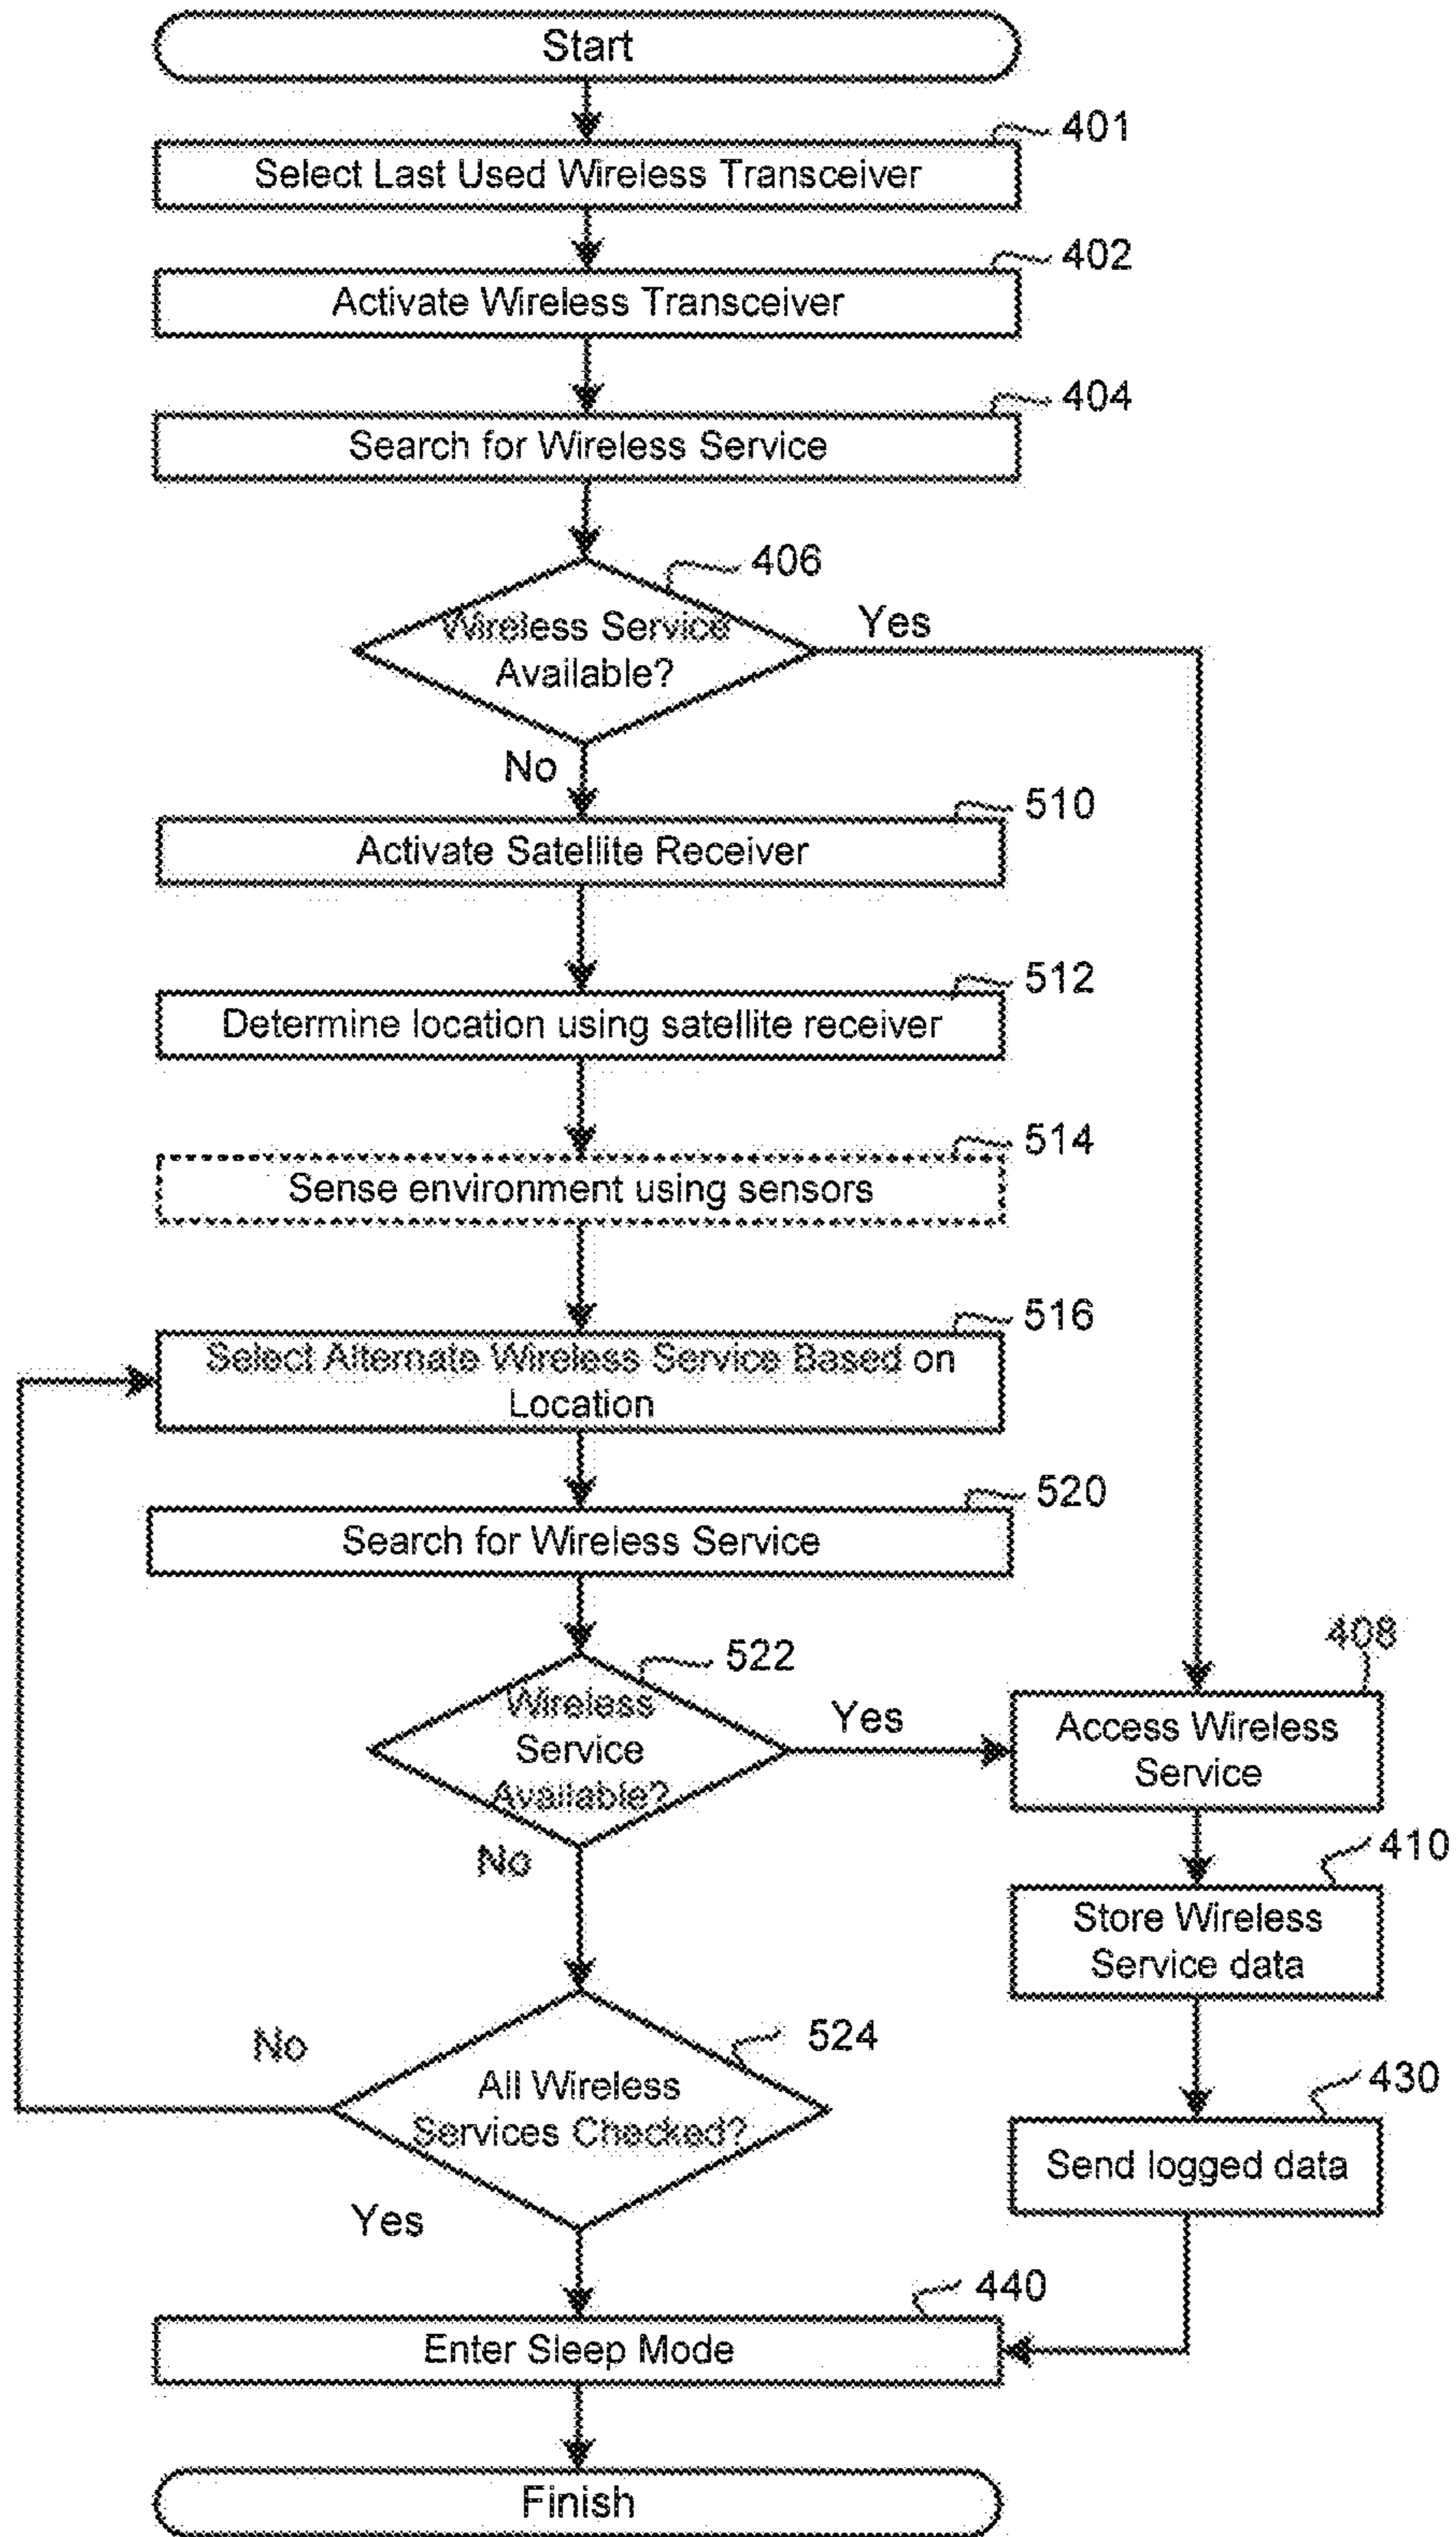 Start
401
Select Last Used Wireless Transceiver
402
Activate Wireless Transceiver
404
Search for Wireless Service
406
Wireless Service
Available?
Yes
No
510
Activate Satellite Receiver
512
Determine location using satellite receiver
514
Sense environment using sensors
516
Select Alternate Wireless Service Based on
Location
520
Search for Wireless Service
522
Wireless
Service
Available?
Yes
No
408
Access Wireless
Service
410
Store Wireless
Service data
524
All Wireless
Services Checked?
No
Yes
430
Send logged data
440
Enter Sleep Mode
Finish